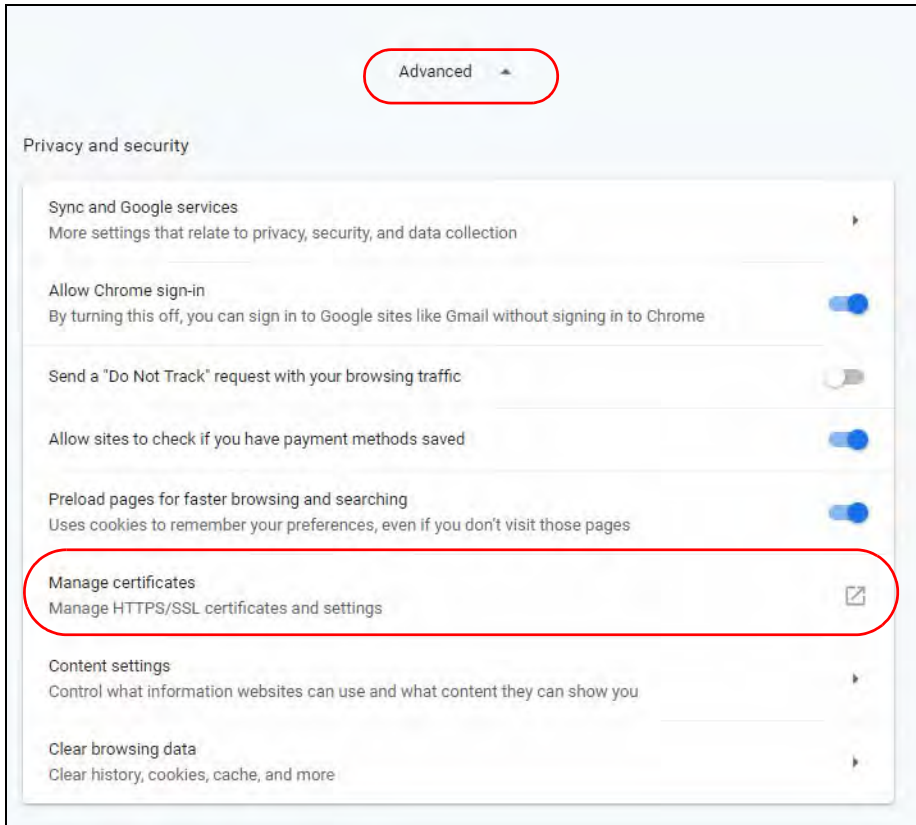 Advanced
Privacy and security
Sync and Google services
More settings that relate to privacy, security, and data collection
Allow Chrome sign-in
By turning this off, you can sign in to Google sites like Gmail without signing in to Chrome
Send a "Do Not Track" request with your browsing traffic
Allow sites to check if you have payment methods saved
Preload pages for faster browsing and searching
Uses cookies to remember your preferences, even if you don't visit those pages
Manage certificates
Manage HTTPS/SSL certificates and settings
Content settings
Control what information websites can use and what content they can show you
Clear browsing data
Clear history, cookies, cache, and more